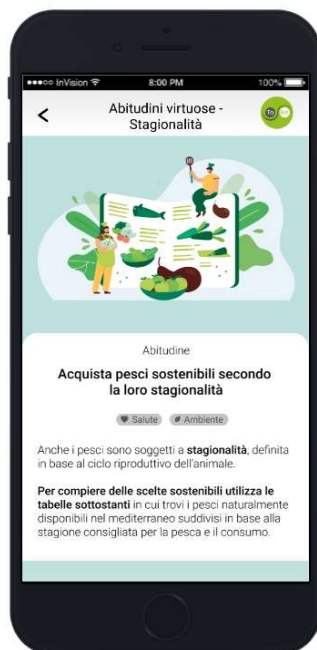 InVision 8:00 PM 100%
Abitudini virtuose -
Stagionalità
To
Abitudine
Acquista pesci sostenibili secondo
la loro stagionalità
Salute Ambiente
Anche i pesci sono soggetti a stagionalità, definita
in base al ciclo riproduttivo dell'animale.
Per compiere delle scelte sostenibili utilizza le
tabelle sottostanti in cui trovi i pesci naturalmente
disponibili nel mediterraneo suddivisi in base alla
stagione consigliata per la pesca e il consumo.